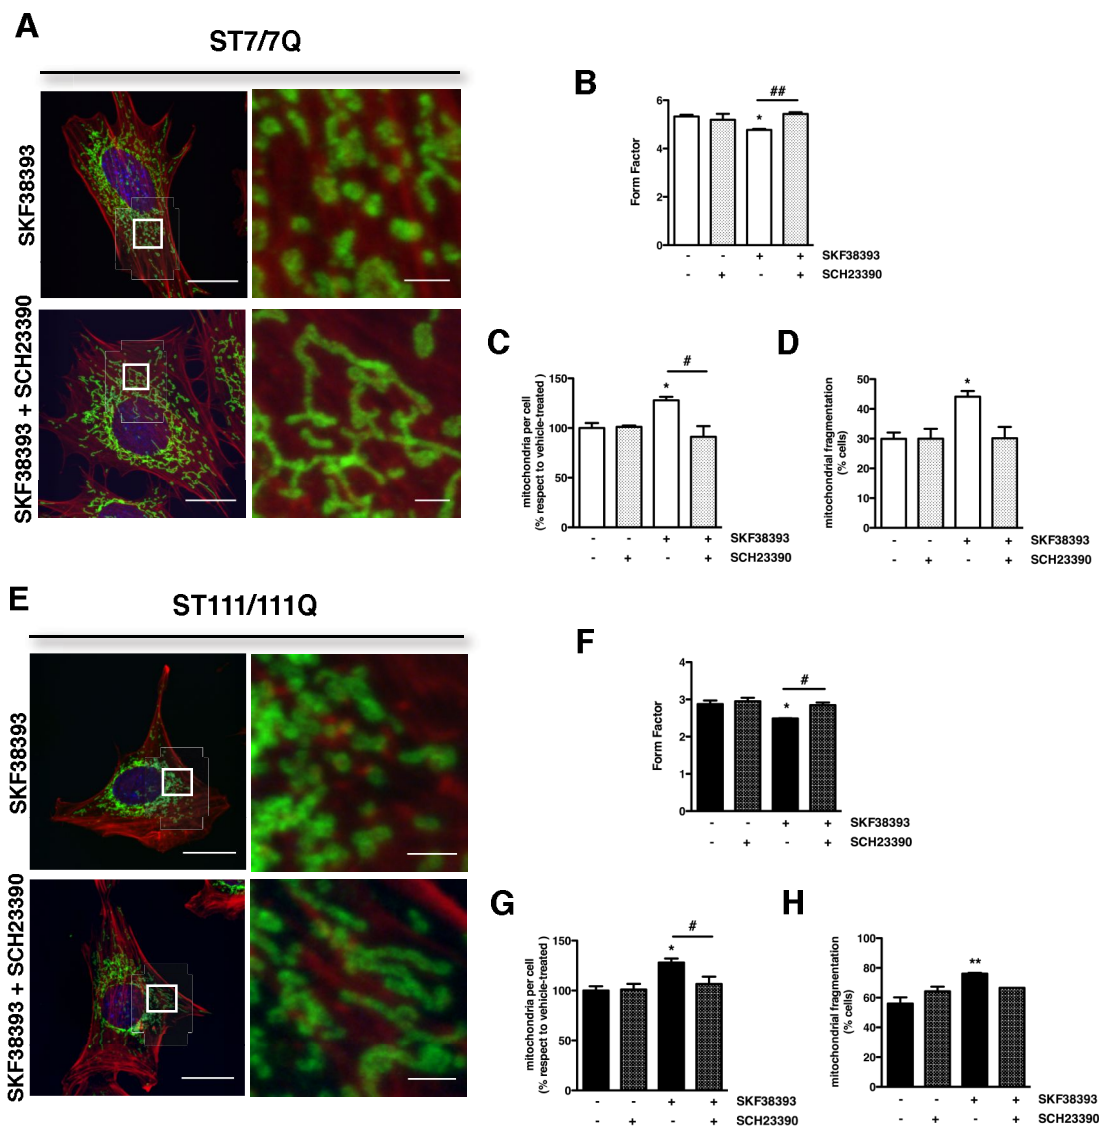 A
ST7/7Q
SKF38393
SKF38393 + SCH23390
B
Form Factor
6
4
2
0
*
##
- - + + SKF38393
- + - + SCH23390
C
mitochondria per cell
(% respect to vehicle-treated )
150
100
50
0
*
#
- - + + SKF38393
- + - + SCH23390
D
mitochondrial fragmentation
(% cells)
50
40
30
20
10
0
*
- - + + SKF38393
- + - + SCH23390
E
ST111/111Q
SKF38393
SKF38393 + SCH23390
F
Form Factor
4
3
2
1
0
*
#
- - + + SKF38393
- + - + SCH23390
G
mitochondria per cell
(% respect to vehicle-treated )
150
100
50
0
*
#
- - + + SKF38393
- + - + SCH23390
H
mitochondrial fragmentation
(% cells)
100
80
60
40
20
0
**
- - + + SKF38393
- + - + SCH23390